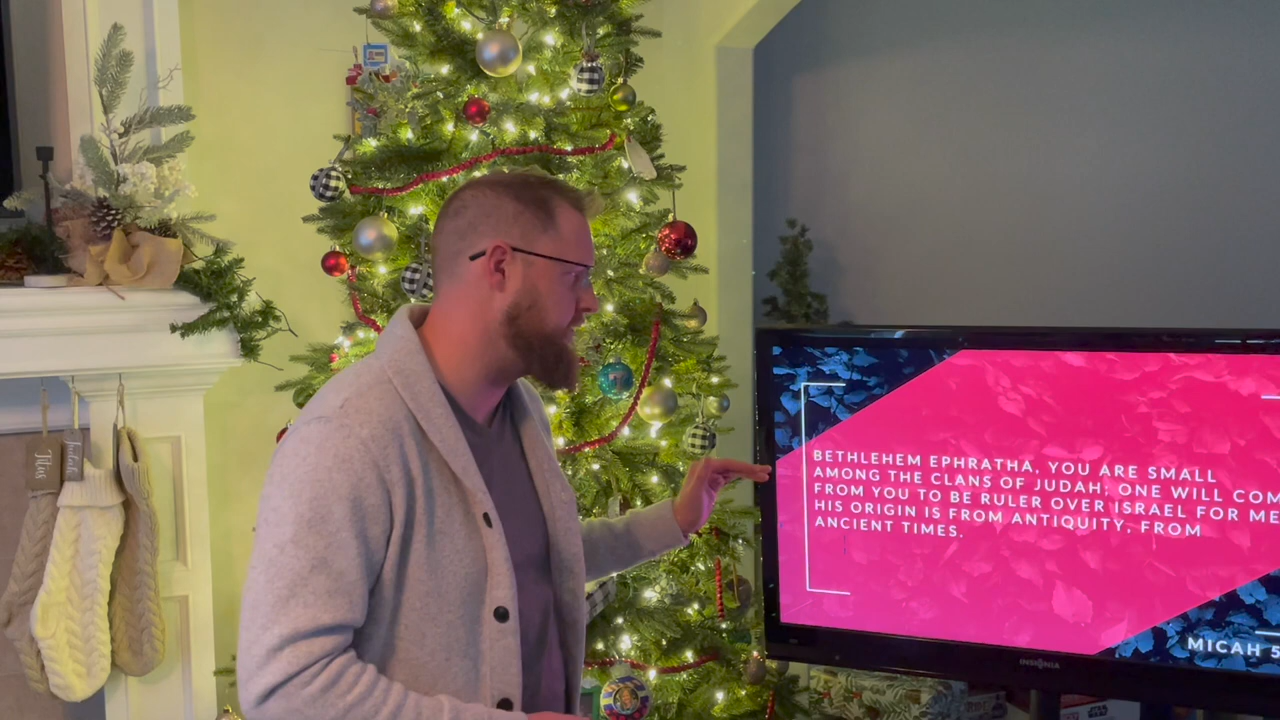 Titus
BETHLEHEM EPHRATHA, YOU ARE SMALL
AMONG THE CLANS OF JUDAH; ONE WILL COM
FROM YOU TO BE RULER OVER ISRAEL FOR ME
HIS ORIGIN IS FROM ANTIQUITY, FROM
ANCIENT TIMES.
MICAH 5
INSIGNIA